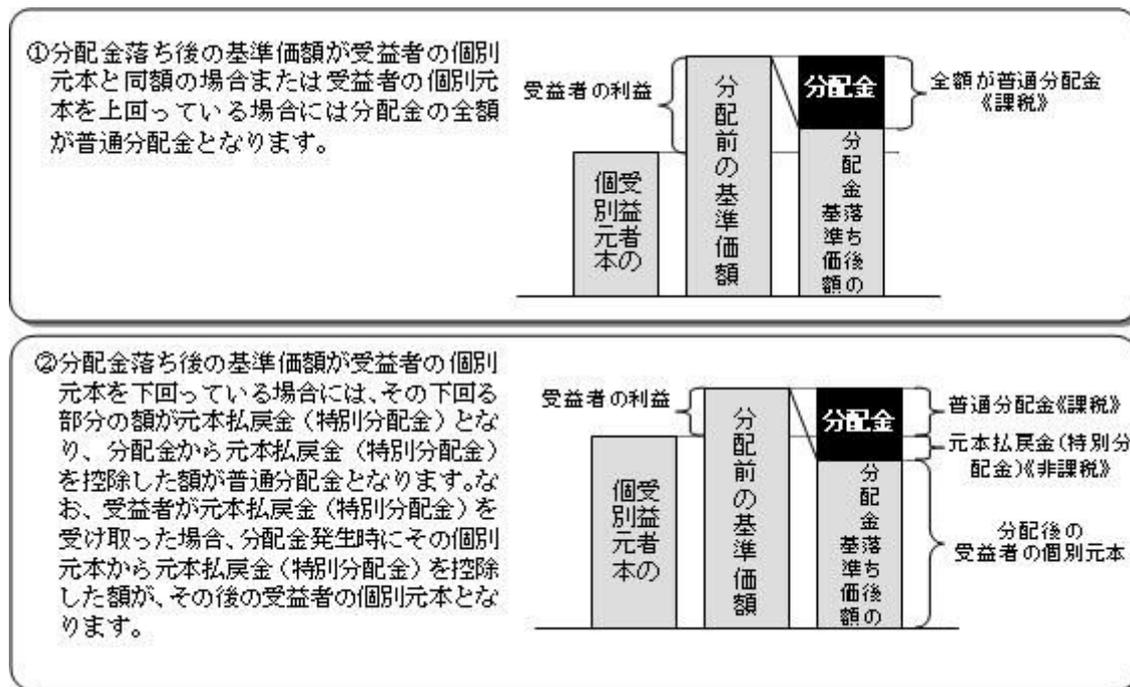 ①分配金落ち後の基準価額が受益者の個別
元本と同額の場合または受益者の個別元
本を上回っている場合には分配金の全額
が普通分配金となります。
受益者の利益
受益者の
個別元本
分配前の基準価額
分配金
分配金落ち後の
基準価額
全額が普通分配金
《課税》
②分配金落ち後の基準価額が受益者の個別
元本を下回っている場合には、その下回る
部分の額が元本払戻金（特別分配金）とな
り、分配金から元本払戻金（特別分配金）
を控除した額が普通分配金となります。な
お、受益者が元本払戻金（特別分配金）を
受け取った場合、分配金発生時にその個別
元本から元本払戻金（特別分配金）を控除
した額が、その後の受益者の個別元本とな
ります。
受益者の利益
受益者の
個別元本
分配前の基準価額
分配金
分配金落ち後の
基準価額
普通分配金《課税》
元本払戻金(特別分
配金)《非課税》
分配後の
受益者の個別元本